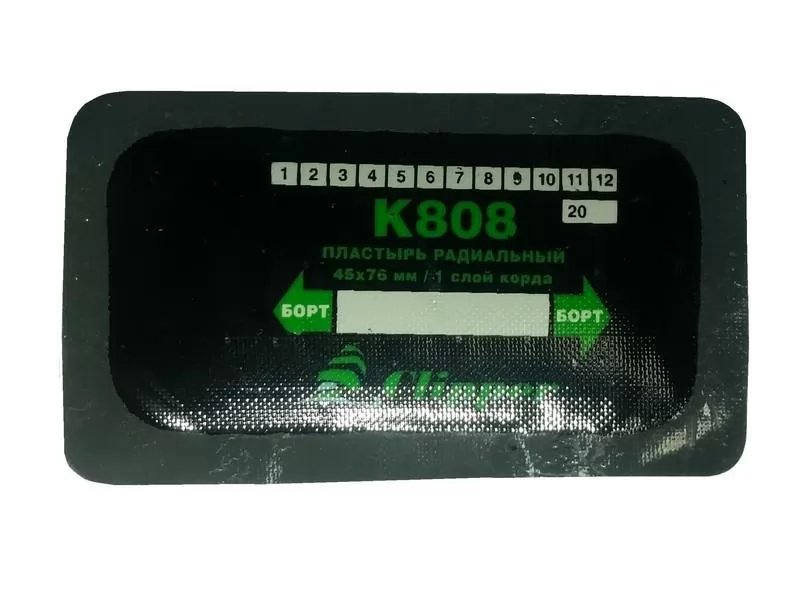 1 2 3 4 5 6 7 8 9 10 11 12
K808
20
ПЛАСТЫРЬ РАДИАЛЬНЫЙ
45x76 мм / 1 слой корда
БОРТ БОРТ
Clipper